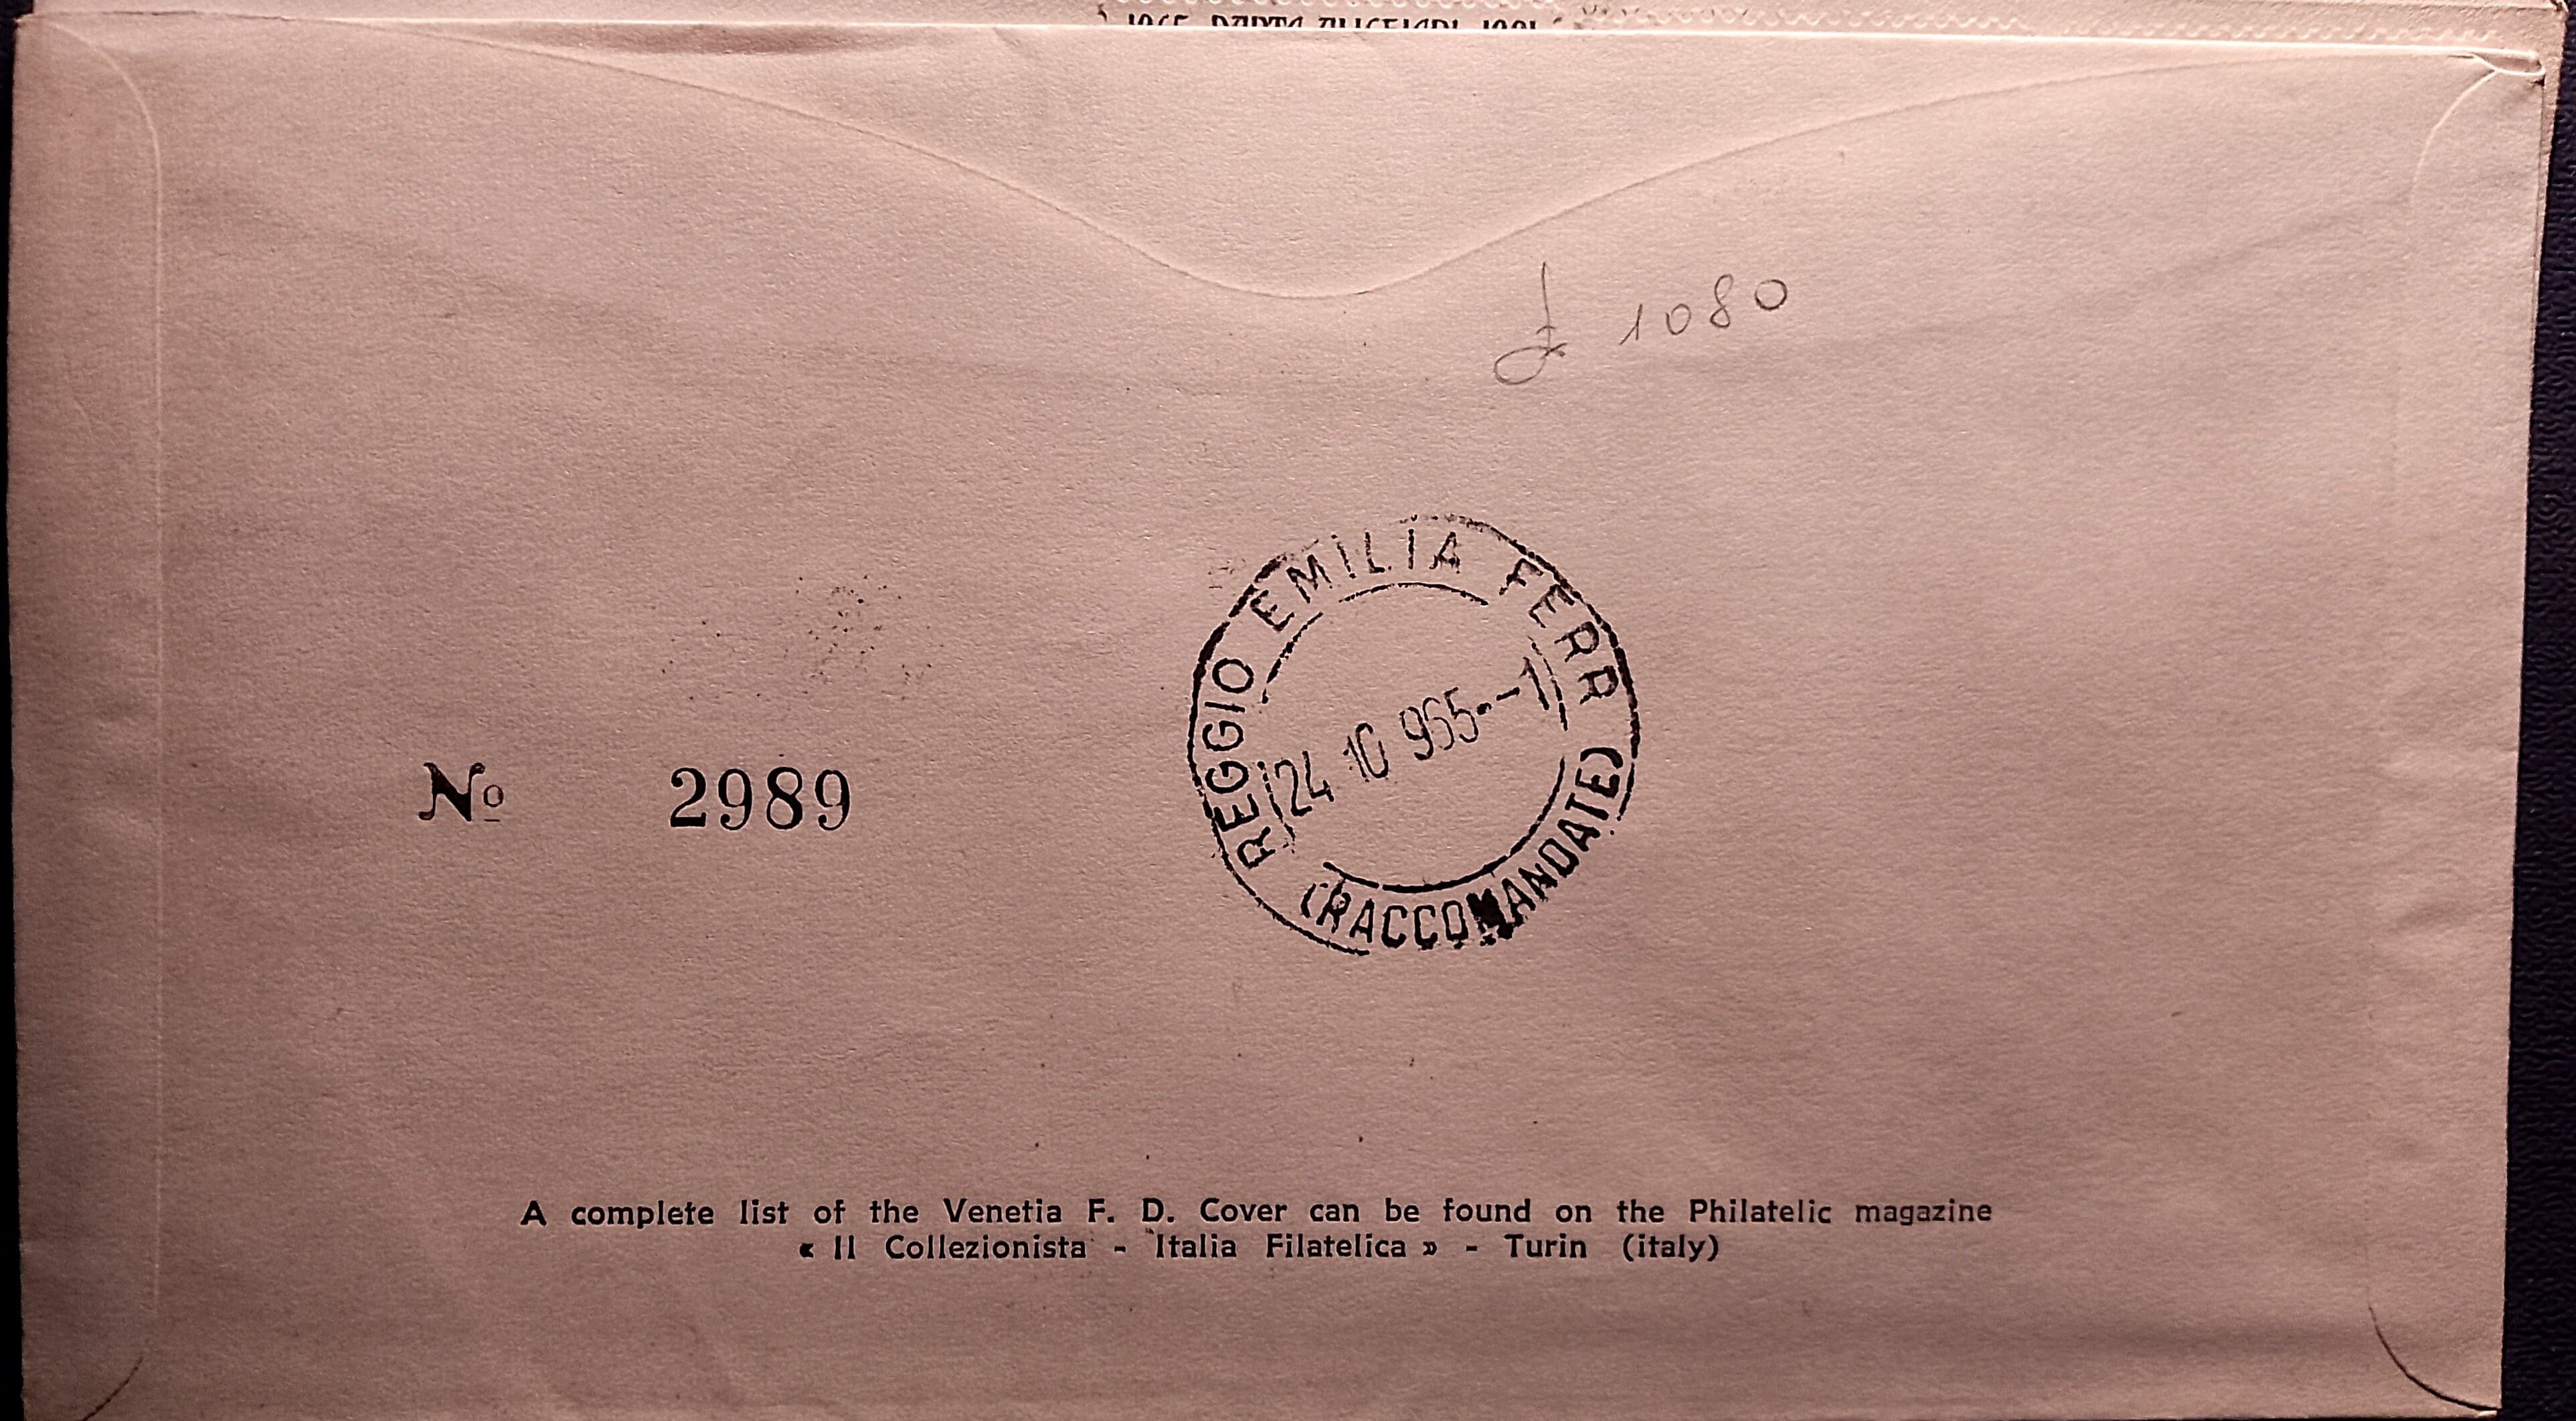 £ 1080
REGGIO EMILIA FERR
24 10 965--1
(RACCOMANDATE)
Nº 2989
A complete list of the Venetia F. D. Cover can be found on the Philatelic magazine
« Il Collezionista - Italia Filatelica » - Turin (italy)